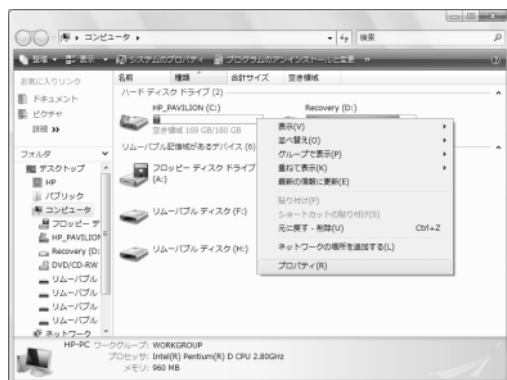 コンピュータ
検索
整理 表示 システムのプロパティ プログラムのアンインストールと変更 »
お気に入りリンク
ドキュメント
ピクチャ
詳細 »
フォルダ
デスクトップ
HP
パブリック
コンピュータ
フロッピー デ
HP_PAVILION
Recovery (D:
DVD/CD-RW
リムーバブル
リムーバブル
リムーバブル
リムーバブル
ネットワーク
名前 種類 合計サイズ 空き領域
ハード ディスク ドライブ (2)
HP_PAVILION (C:)
空き領域 169 GB/180 GB
Recovery (D:)
リムーバブル記憶域があるデバイス (6)
フロッピー ディスク ドライブ
(A:)
リムーバブル ディスク (F:)
リムーバブル ディスク (H:)
表示(V)
並べ替え(O)
グループで表示(P)
重ねて表示(K)
最新の情報に更新(E)
貼り付け(P)
ショートカットの貼り付け(S)
元に戻す - 削除(U) Ctrl+Z
ネットワークの場所を追加する(L)
プロパティ(R)
HP-PC ワークグループ: WORKGROUP
プロセッサ: Intel(R) Pentium(R) D CPU 2.80GHz
メモリ: 960 MB